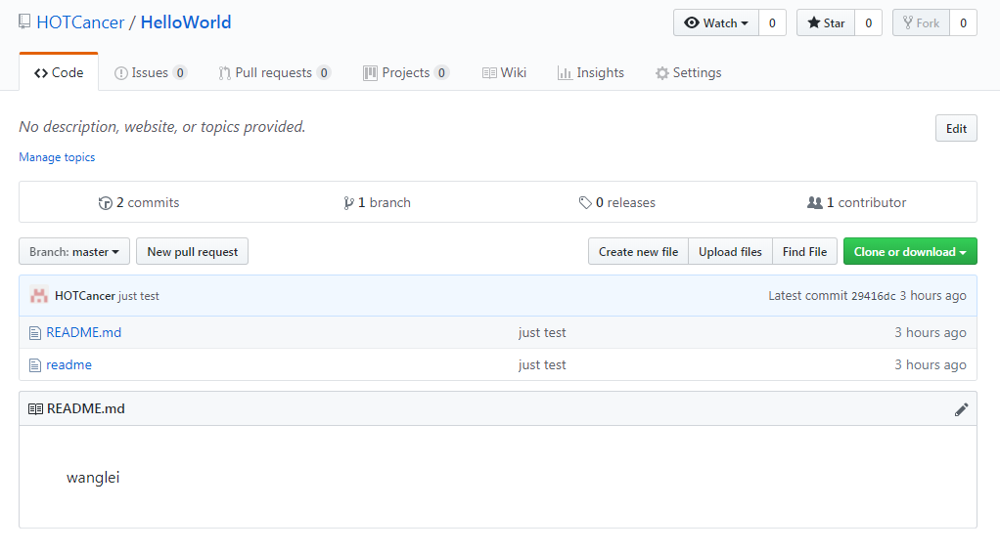 HOTCancer / HelloWorld Watch 0 Star 0 Fork 0
Code Issues 0 Pull requests 0 Projects 0 Wiki Insights Settings
No description, website, or topics provided. Edit
Manage topics
2 commits 1 branch 0 releases 1 contributor
Branch: master New pull request Create new file Upload files Find File Clone or download
HOTCancer just test Latest commit 29416dc 3 hours ago
README.md just test 3 hours ago
readme just test 3 hours ago
README.md
wanglei